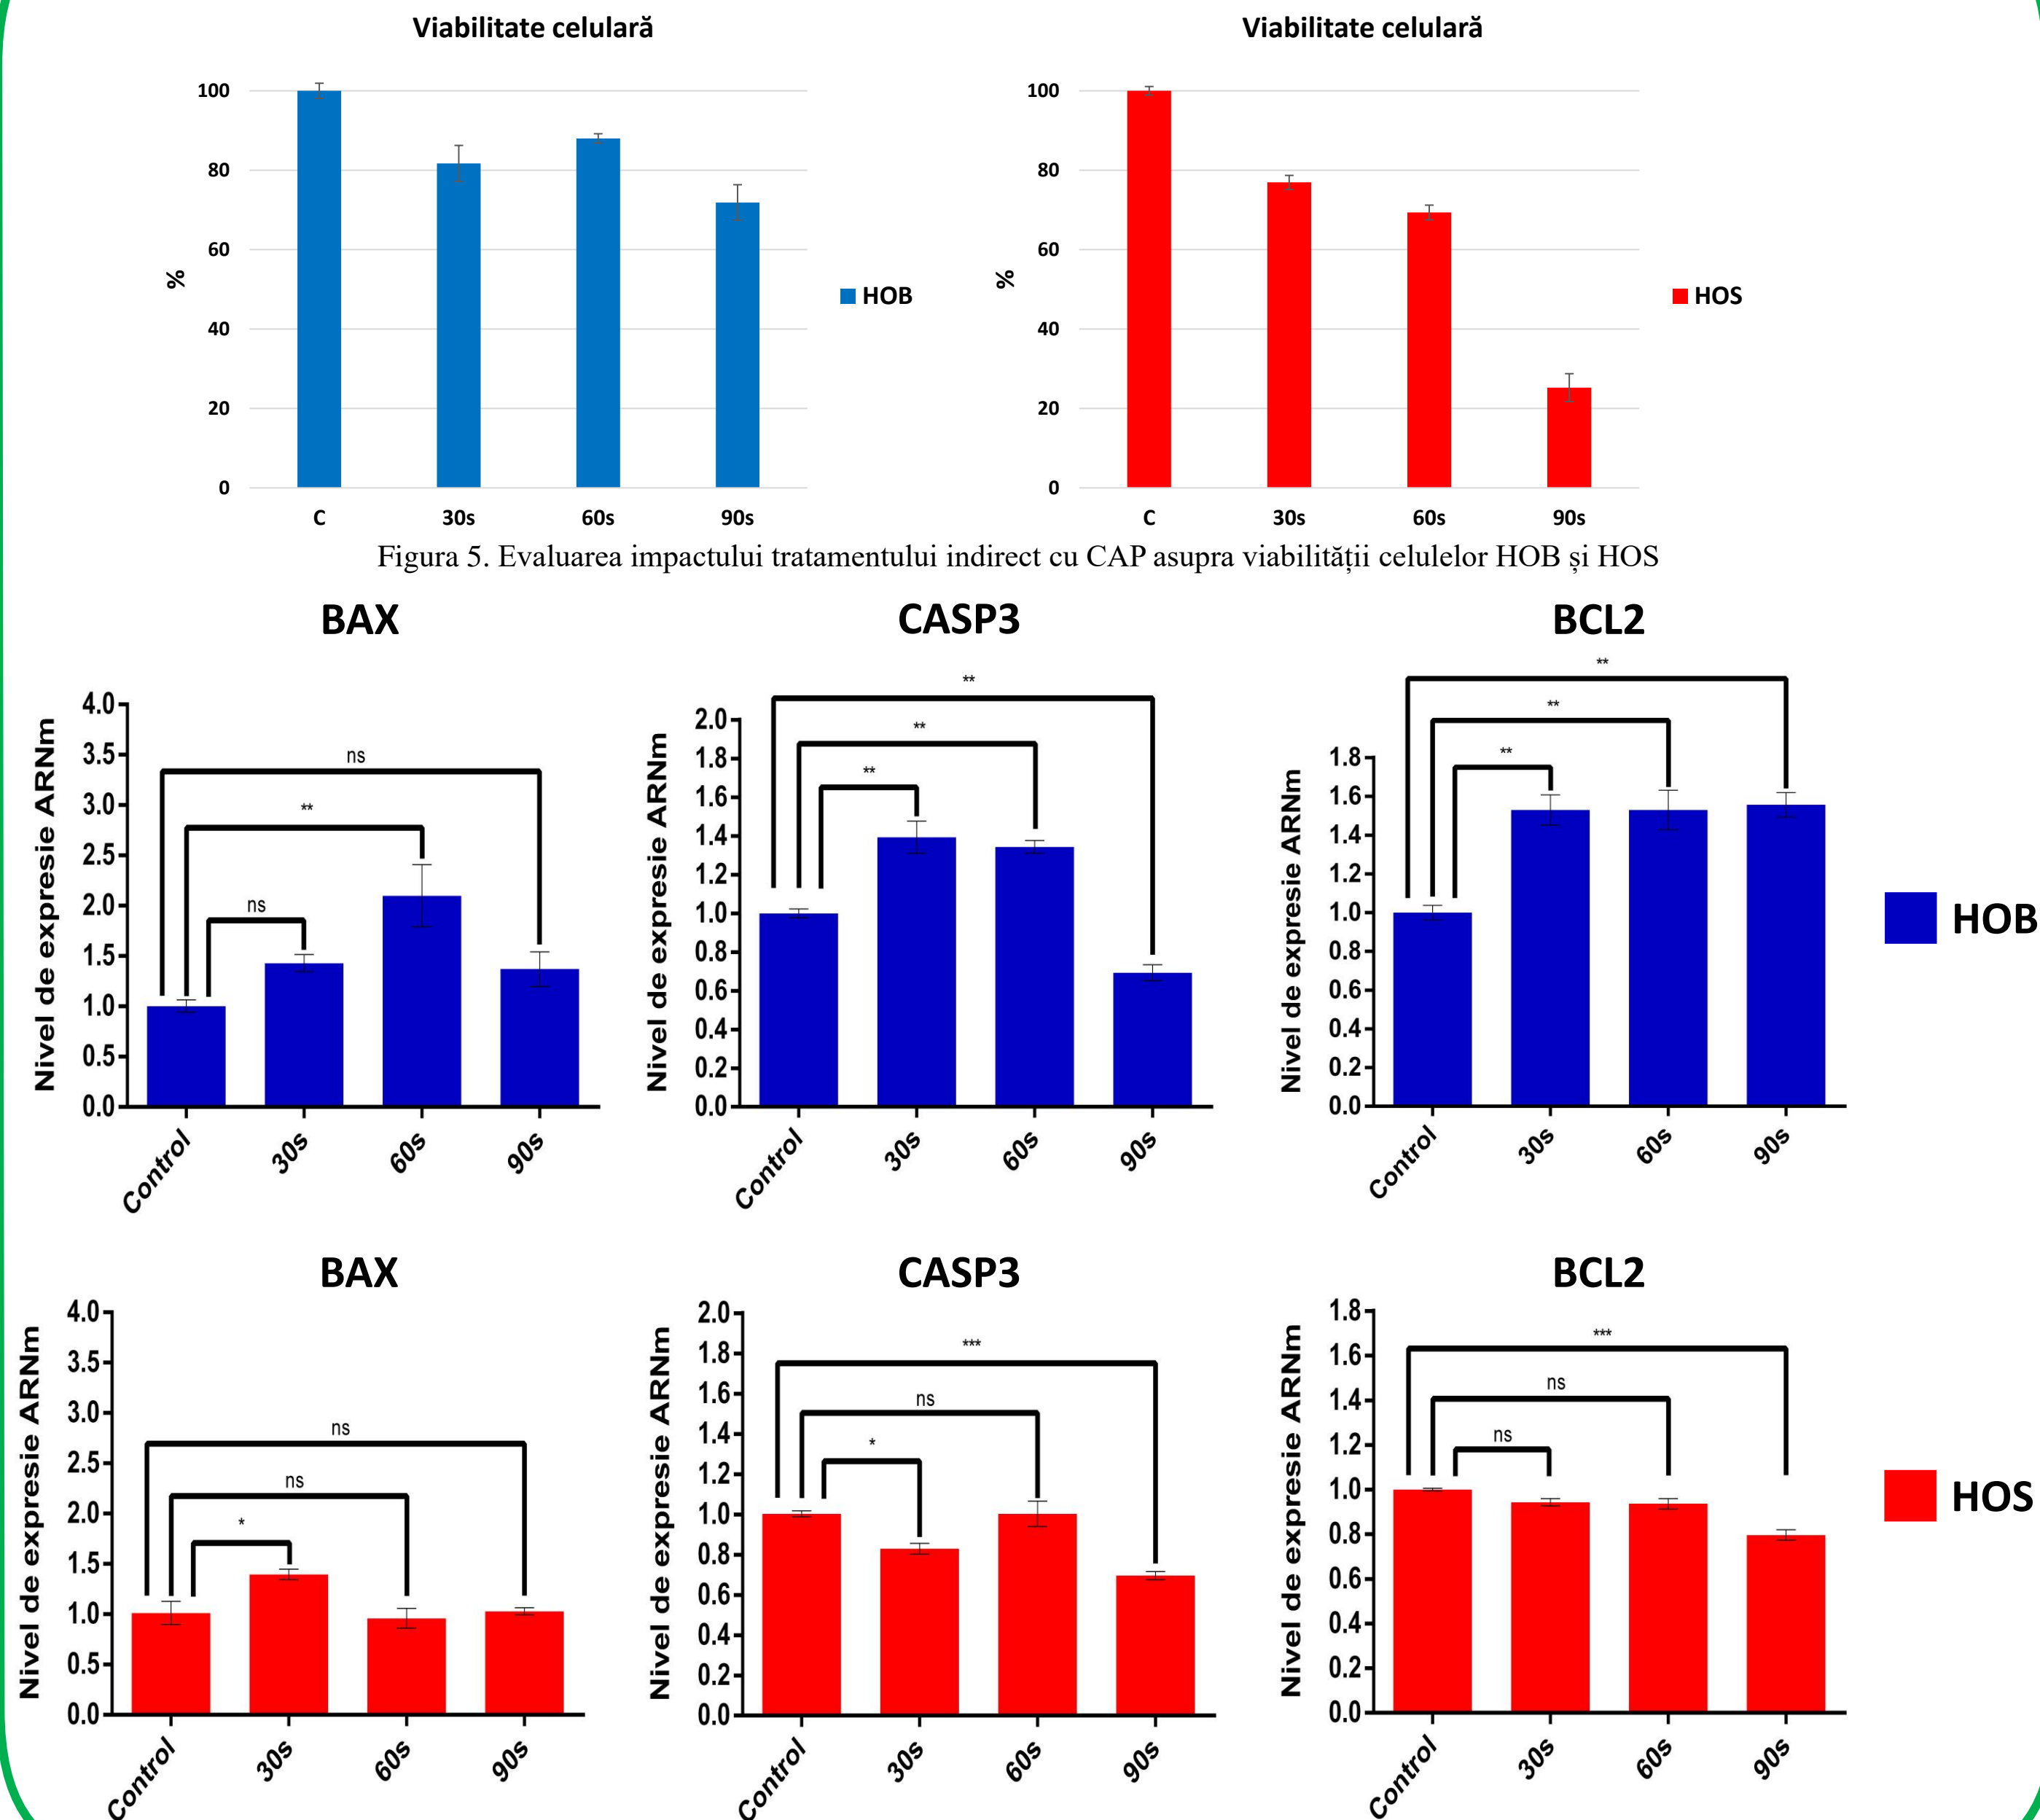 Viabilitate celulară
100
80
60
40
20
0
%
C 30s 60s 90s
HOB
Viabilitate celulară
100
80
60
40
20
0
%
C 30s 60s 90s
HOS
Figura 5. Evaluarea impactului tratamentului indirect cu CAP asupra viabilității celulelor HOB și HOS
BAX
Nivel de expresie ARNm
4.0
3.5
3.0
2.5
2.0
1.5
1.0
0.5
0.0
ns
**
ns
Control 30s 60s 90s
CASP3
Nivel de expresie ARNm
2.0
1.8
1.6
1.4
1.2
1.0
0.8
0.6
0.4
0.2
0.0
**
**
**
Control 30s 60s 90s
BCL2
Nivel de expresie ARNm
1.8
1.6
1.4
1.2
1.0
0.8
0.6
0.4
0.2
0.0
**
**
**
Control 30s 60s 90s
HOB
BAX
Nivel de expresie ARNm
4.0
3.5
3.0
2.5
2.0
1.5
1.0
0.5
0.0
ns
ns
*
Control 30s 60s 90s
CASP3
Nivel de expresie ARNm
2.0
1.8
1.6
1.4
1.2
1.0
0.8
0.6
0.4
0.2
0.0
***
ns
*
Control 30s 60s 90s
BCL2
Nivel de expresie ARNm
1.8
1.6
1.4
1.2
1.0
0.8
0.6
0.4
0.2
0.0
***
ns
ns
Control 30s 60s 90s
HOS